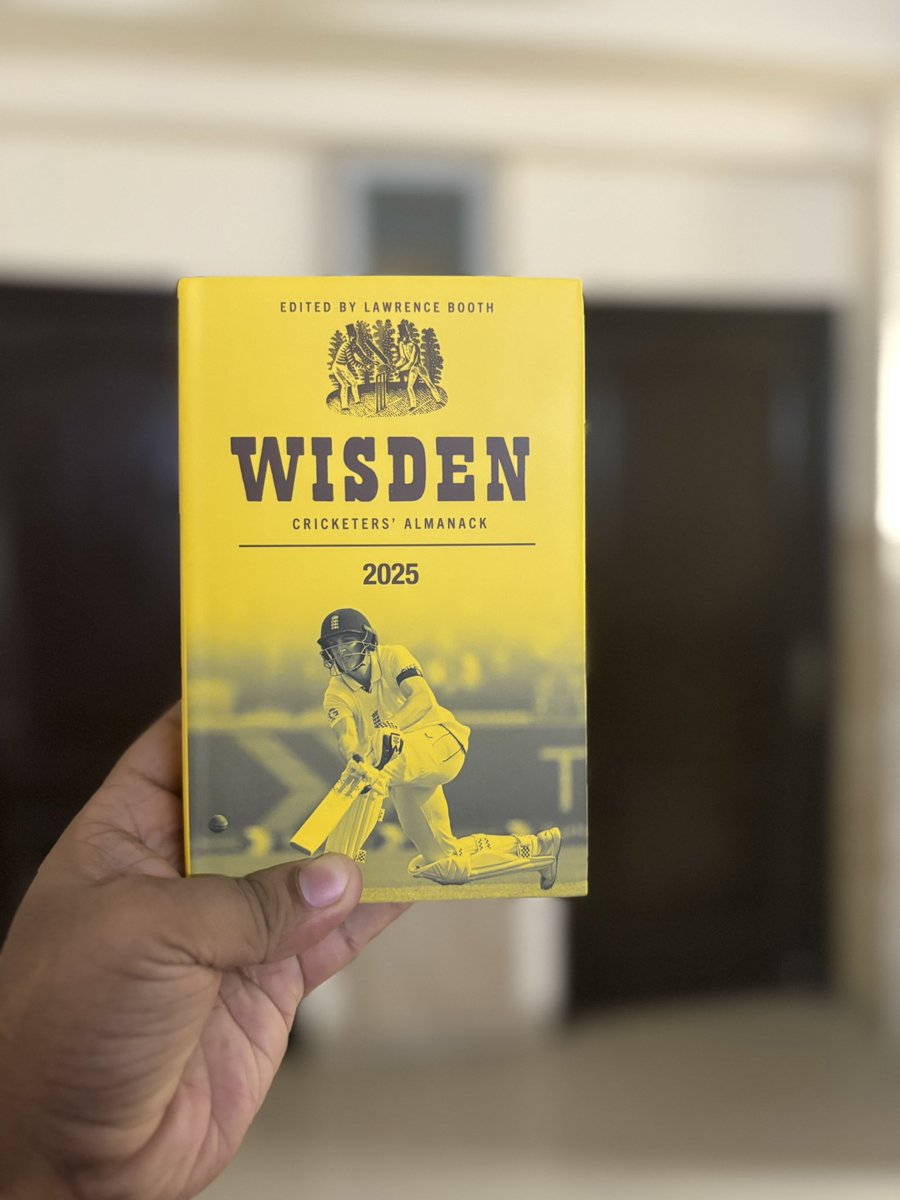 EDITED BY LAWRENCE BOOTH
WISDEN
CRICKETERS' ALMANACK
2025
T